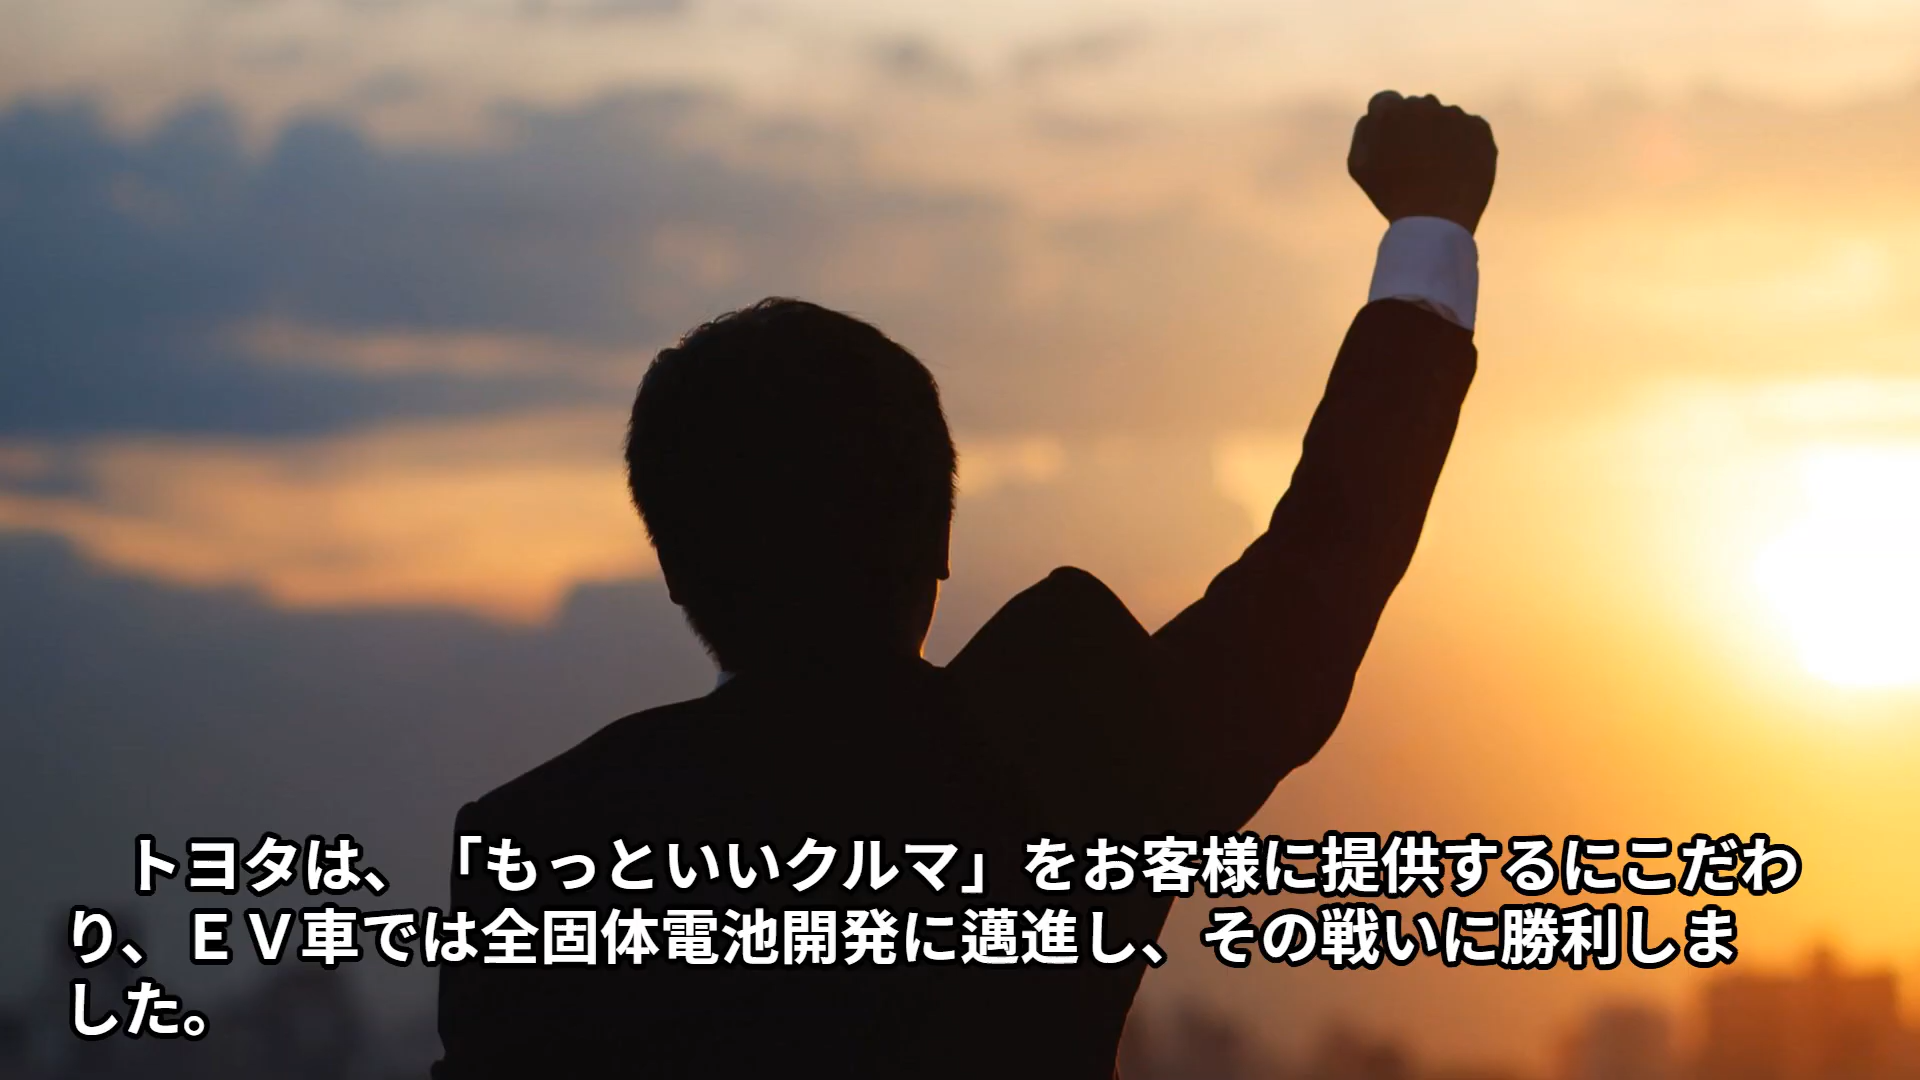 トヨタは、「もっといいクルマ」をお客様に提供するにこだわ
り、ＥＶ車では全固体電池開発に邁進し、その戦いに勝利しま
した。